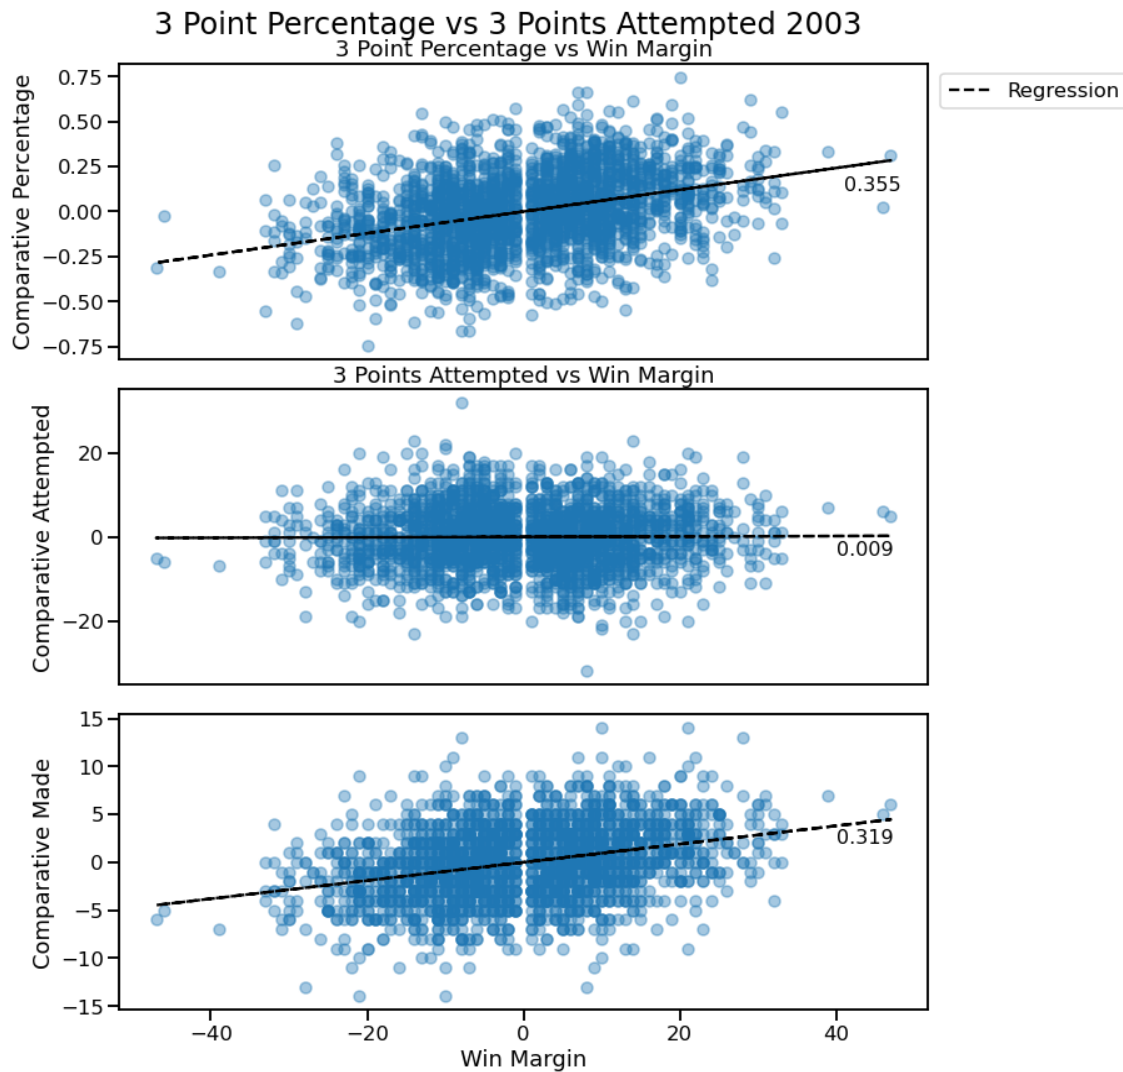 3 Point Percentage vs 3 Points Attempted 2003
3 Point Percentage vs Win Margin
Comparative Percentage
0.75
0.50
0.25
0.00
−0.25
−0.50
−0.75
0.355
Regression
3 Points Attempted vs Win Margin
Comparative Attempted
20
0
−20
0.009
Comparative Made
15
10
5
0
−5
−10
−15
0.319
−40 −20 0 20 40
Win Margin